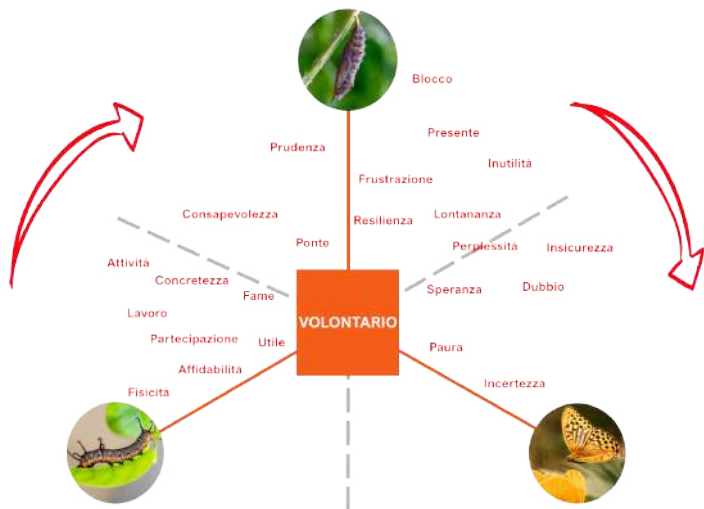 Blocco
Presente
Prudenza
Inutilità
Frustrazione
Consapevolezza
Resilienza
Lontananza
Ponte
Perplessità
Insicurezza
Attività
Concretezza
Fame
Speranza
Dubbio
Lavoro
VOLONTARIO
Partecipazione
Utile
Paura
Affidabilità
Incertezza
Fisicità